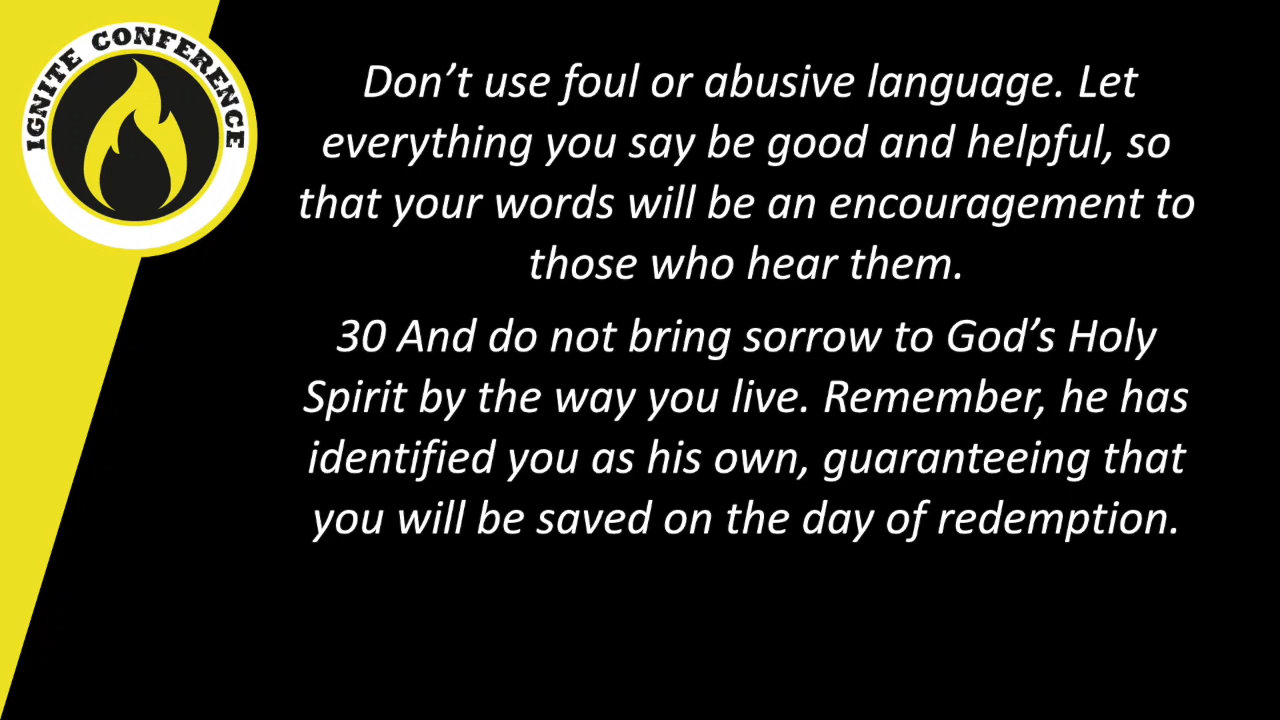 IGNITE CONFERENCE
Don’t use foul or abusive language. Let
everything you say be good and helpful, so
that your words will be an encouragement to
those who hear them.
30 And do not bring sorrow to God’s Holy
Spirit by the way you live. Remember, he has
identified you as his own, guaranteeing that
you will be saved on the day of redemption.